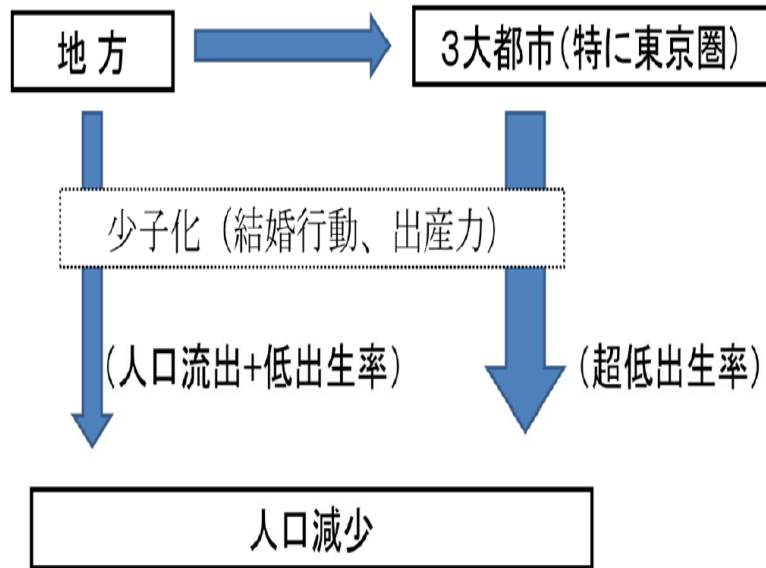 地方
3大都市(特に東京圏)
少子化(結婚行動、出産力)
(人口流出+低出生率)
(超低出生率)
人口減少